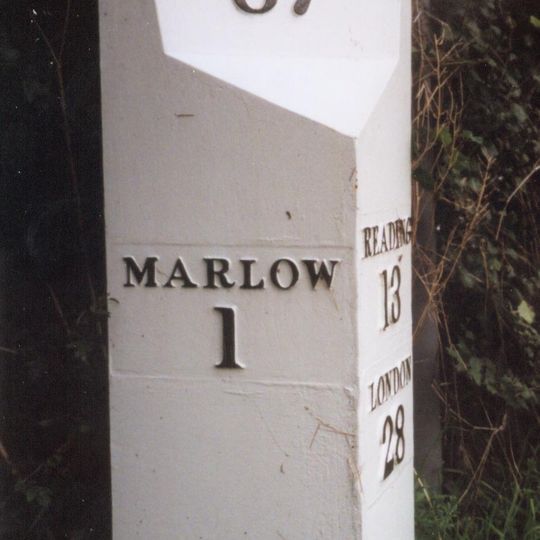 MARLOW
1
READING
13
LONDON
28